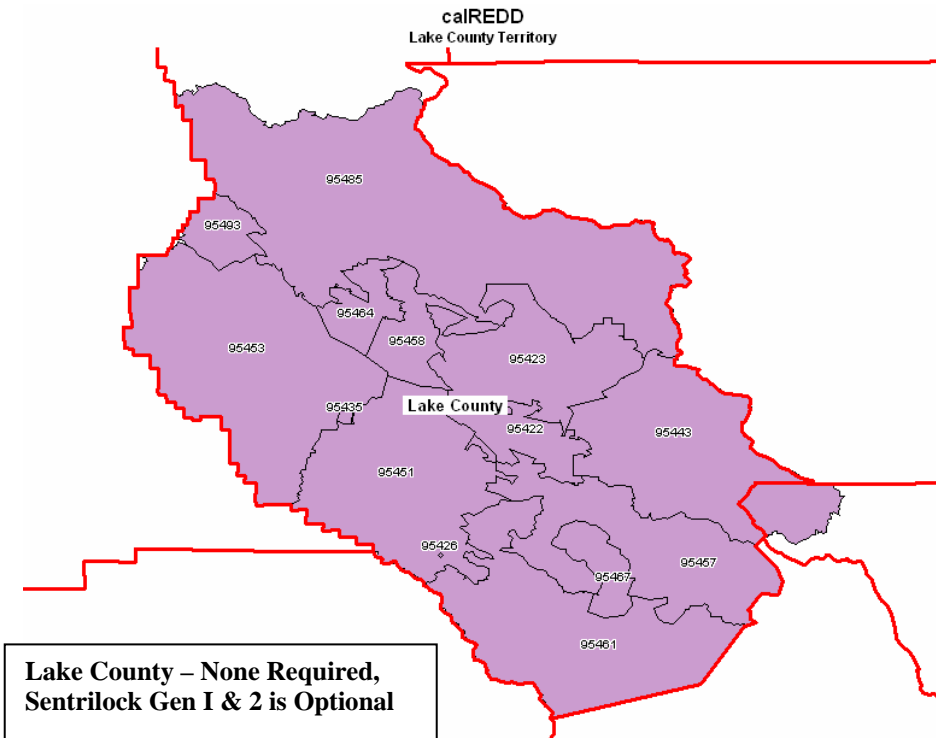 calREDD
Lake County Territory
95485
95493
95464
95458
95453
95423
95435
Lake County
95422
95443
95451
95426
95467
95457
95461
Lake County – None Required,
Sentrilock Gen I & 2 is Optional